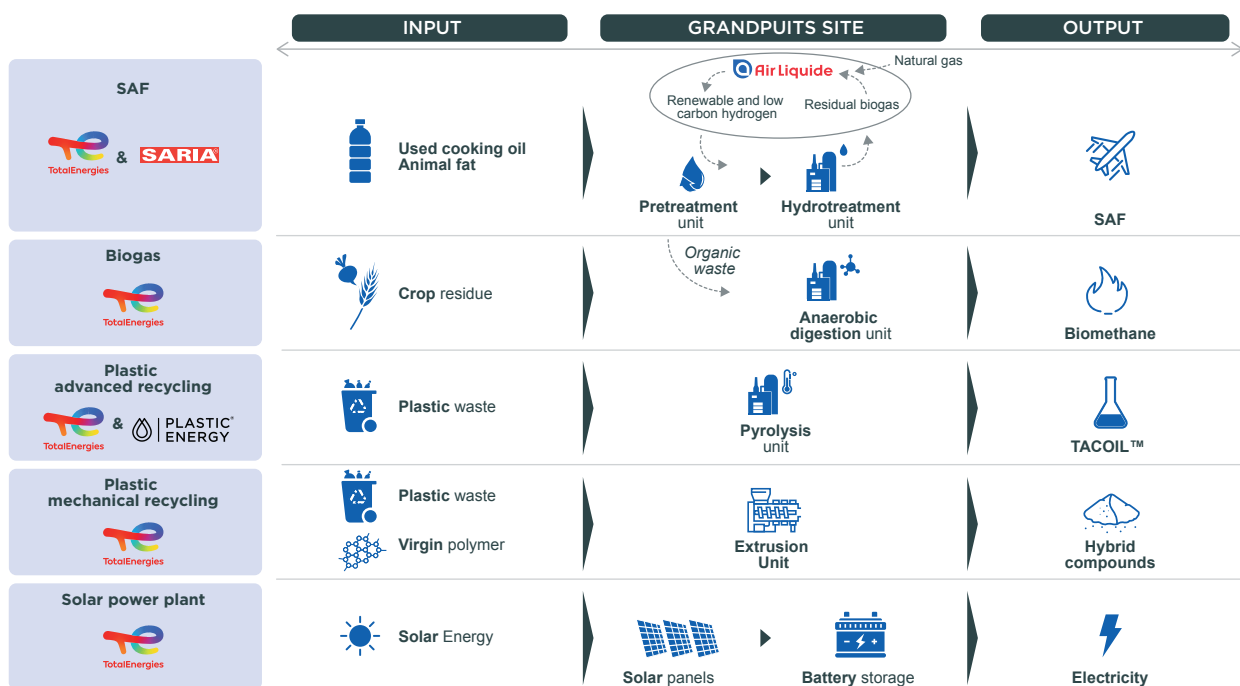 INPUT
GRANDPUITS SITE
OUTPUT
SAF
TotalEnergies
&
SARIA
Used cooking oil
Animal fat
Air Liquide
Natural gas
Renewable and low
carbon hydrogen
Residual biogas
Pretreatment
unit
Hydrotreatment
unit
SAF
Biogas
TotalEnergies
Crop residue
Organic
waste
Anaerobic
digestion unit
Biomethane
Plastic
advanced recycling
TotalEnergies
&
PLASTIC
ENERGY
Plastic waste
Pyrolysis
unit
TACOIL™
Plastic
mechanical recycling
TotalEnergies
Plastic waste
Virgin polymer
Extrusion
Unit
Hybrid
compounds
Solar power plant
TotalEnergies
Solar Energy
Solar panels
Battery storage
Electricity